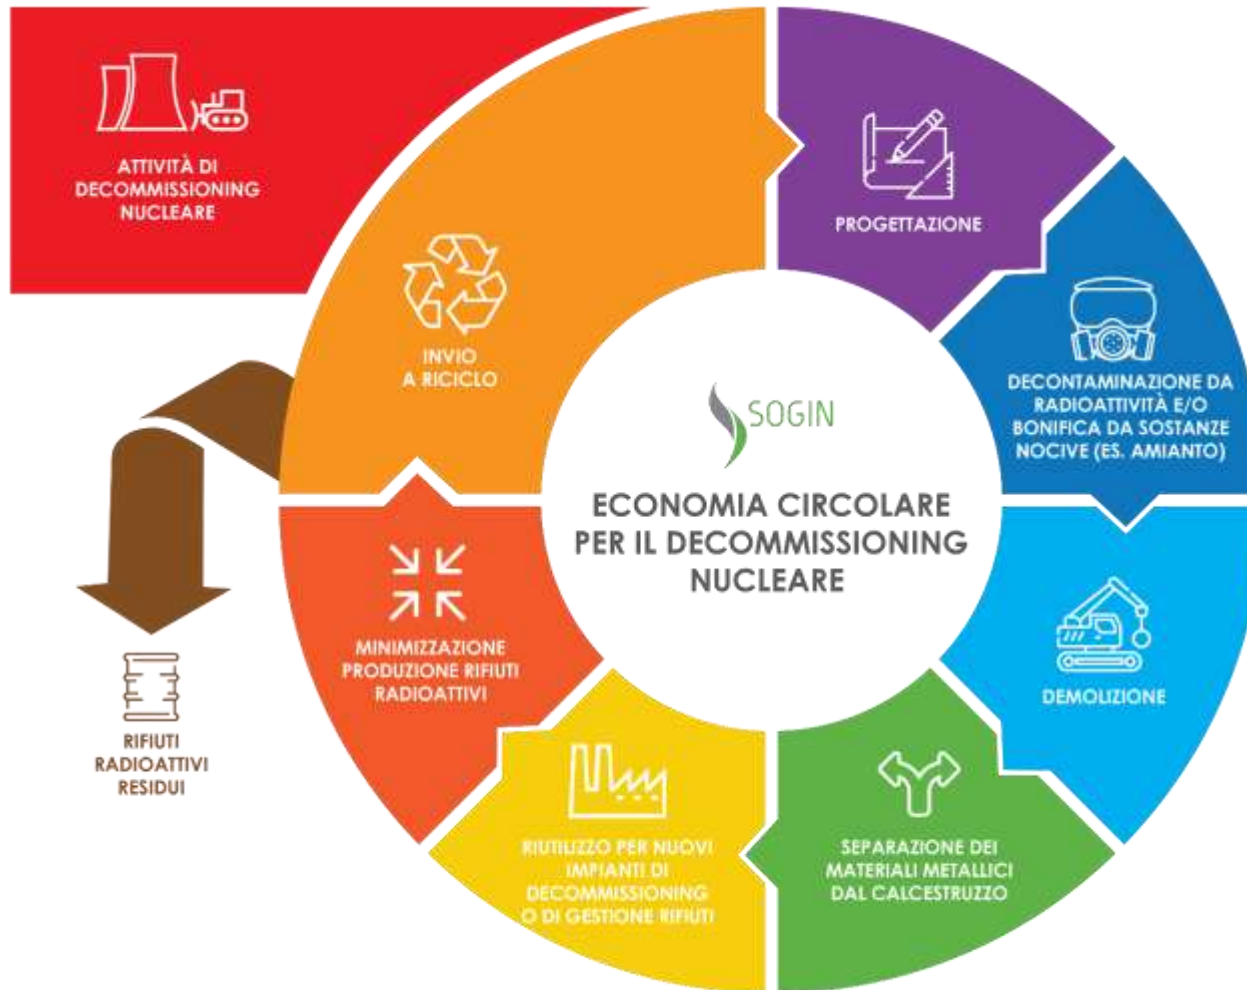 ATTIVITÀ DI
DECOMMISSIONING
NUCLEARE
PROGETTAZIONE
DECONTAMINAZIONE DA
RADIOATTIVITÀ E/O
BONIFICA DA SOSTANZE
NOCIVE (ES. AMIANTO)
DEMOLIZIONE
SEPARAZIONE DEI
MATERIALI METALLICI
DAL CALCESTRUZZO
RIUTILIZZO PER NUOVI
IMPIANTI DI
DECOMMISSIONING
O DI GESTIONE RIFIUTI
MINIMIZZAZIONE
PRODUZIONE RIFIUTI
RADIOATTIVI
INVIO
A RICICLO
SOGIN
ECONOMIA CIRCOLARE
PER IL DECOMMISSIONING
NUCLEARE
RIFIUTI
RADIOATTIVI
RESIDUI